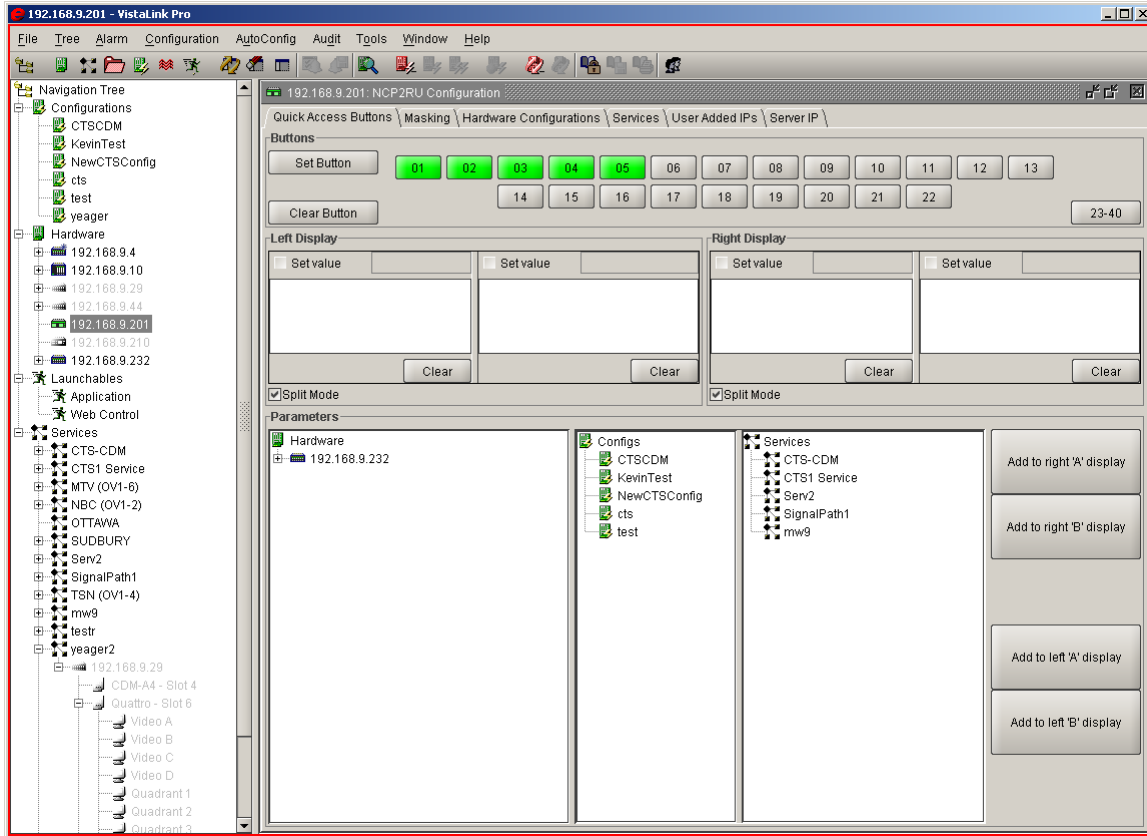 192.168.9.201 - VistaLink Pro
File Tree Alarm Configuration AutoConfig Audit Tools Window Help
Navigation Tree
Configurations
CTSCDM
KevinTest
NewCTSConfig
cts
test
yeager
Hardware
192.168.9.4
192.168.9.10
192.168.9.29
192.168.9.44
192.168.9.201
192.168.9.210
192.168.9.232
Launchables
Application
Web Control
Services
CTS-CDM
CTS1 Service
MTV (OV1-6)
NBC (OV1-2)
OTTAWA
SUDBURY
Serv2
SignalPath1
TSN (OV1-4)
mw9
testr
yeager2
192.168.9.29
CDM-A4 - Slot 4
Quattro - Slot 6
Video A
Video B
Video C
Video D
Quadrant 1
Quadrant 2
Quadrant 3
192.168.9.201: NCP2RU Configuration
Quick Access Buttons Masking Hardware Configurations Services User Added IPs Server IP
Buttons
Set Button 01 02 03 04 05 06 07 08 09 10 11 12 13
14 15 16 17 18 19 20 21 22
Clear Button 23-40
Left Display Right Display
Set value Set value Set value Set value
Clear Clear Clear Clear
Split Mode Split Mode
Parameters
Hardware
192.168.9.232
Configs
CTSCDM
KevinTest
NewCTSConfig
cts
test
Services
CTS-CDM
CTS1 Service
Serv2
SignalPath1
mw9
Add to right 'A' display
Add to right 'B' display
Add to left 'A' display
Add to left 'B' display